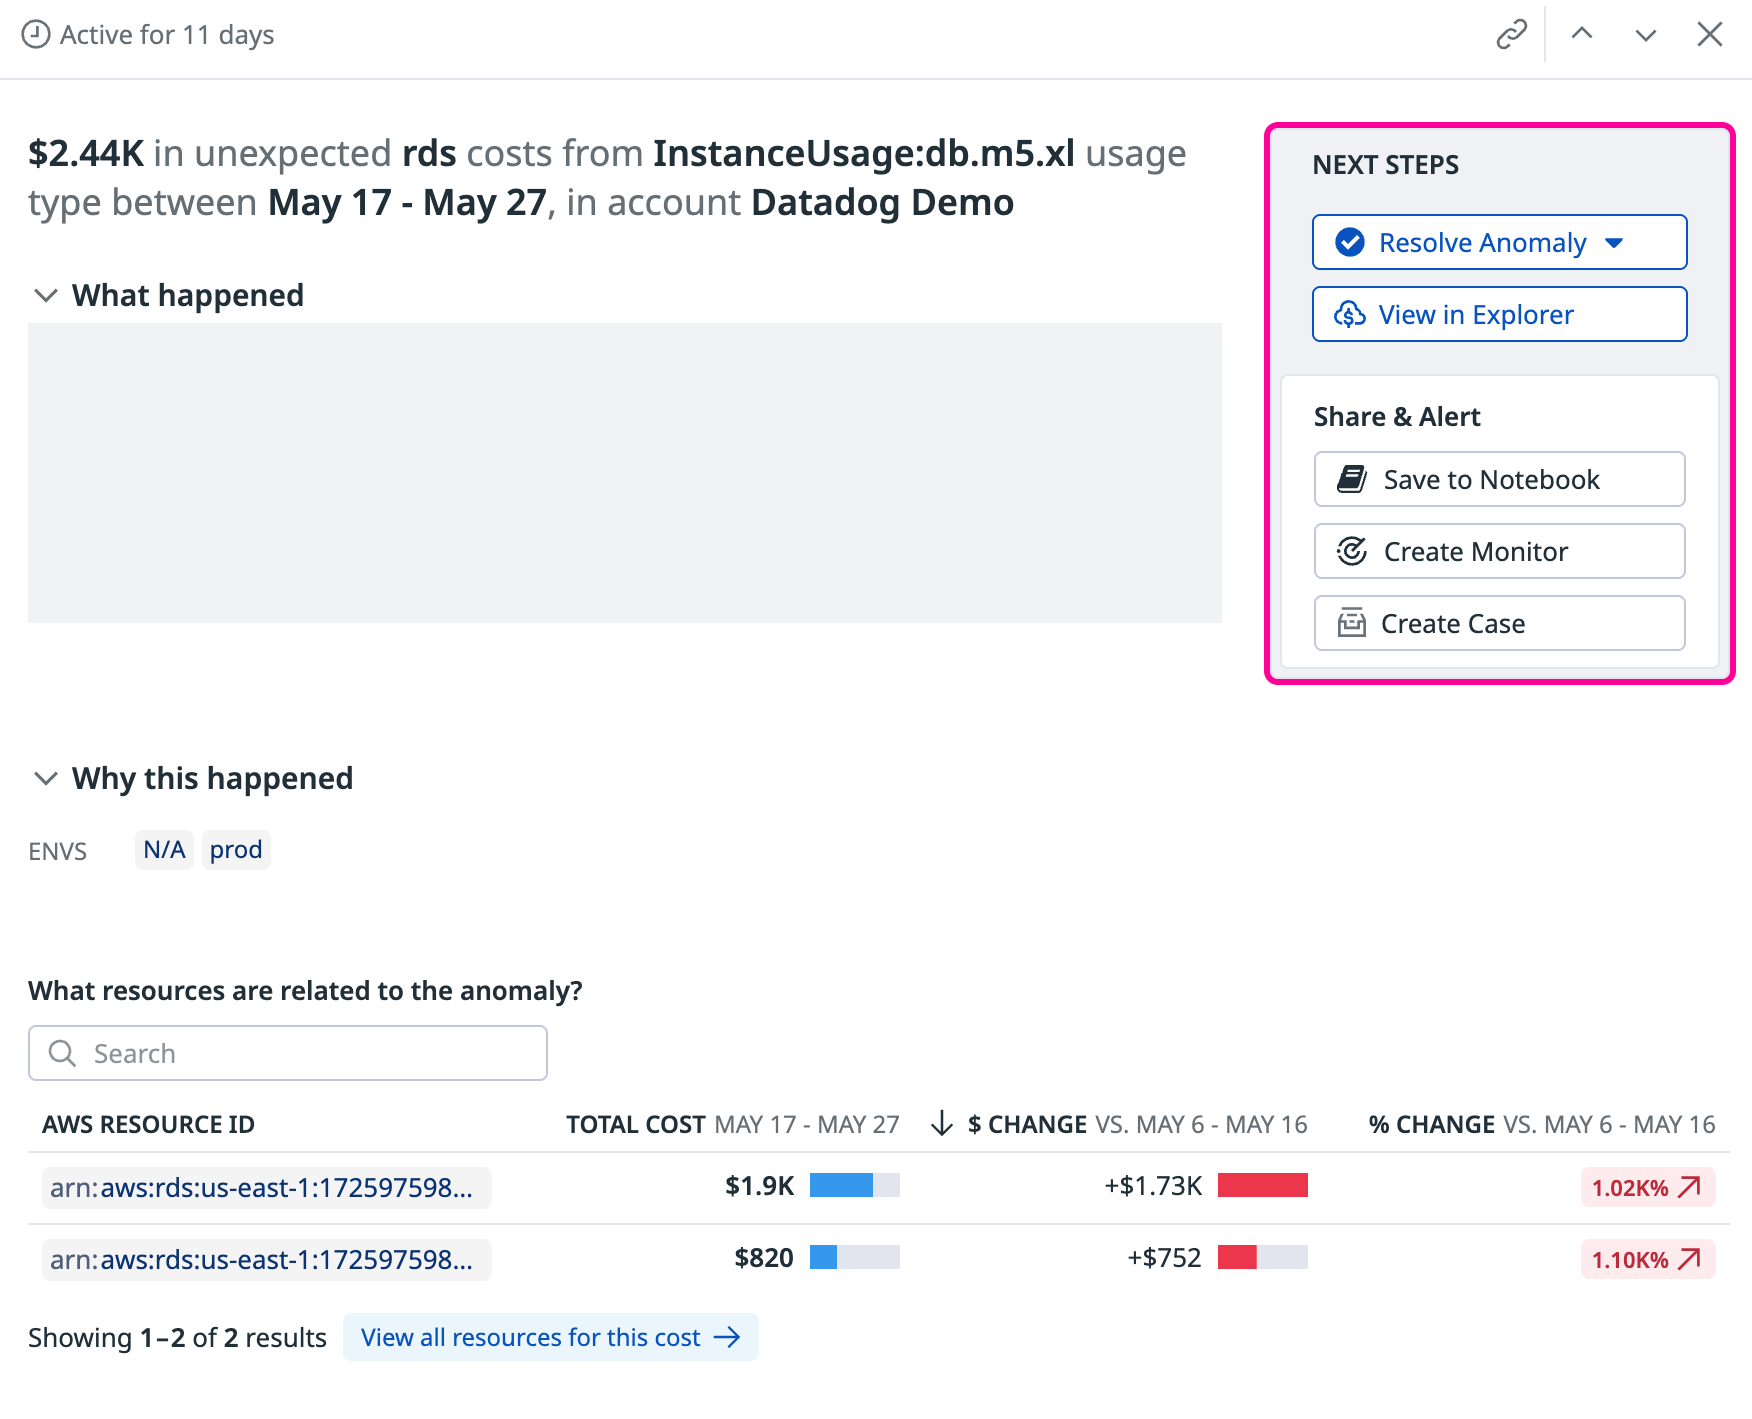 Active for 11 days
$2.44K in unexpected rds costs from InstanceUsage:db.m5.xl usage
type between May 17 - May 27, in account Datadog Demo
NEXT STEPS
Resolve Anomaly
View in Explorer
Share & Alert
Save to Notebook
Create Monitor
Create Case
What happened
Why this happened
ENVS N/A prod
What resources are related to the anomaly?
Search
AWS RESOURCE ID TOTAL COST MAY 17 - MAY 27 $ CHANGE VS. MAY 6 - MAY 16 % CHANGE VS. MAY 6 - MAY 16
arn:aws:rds:us-east-1:172597598... $1.9K +$1.73K 1.02K%
arn:aws:rds:us-east-1:172597598... $820 +$752 1.10K%
Showing 1–2 of 2 results View all resources for this cost